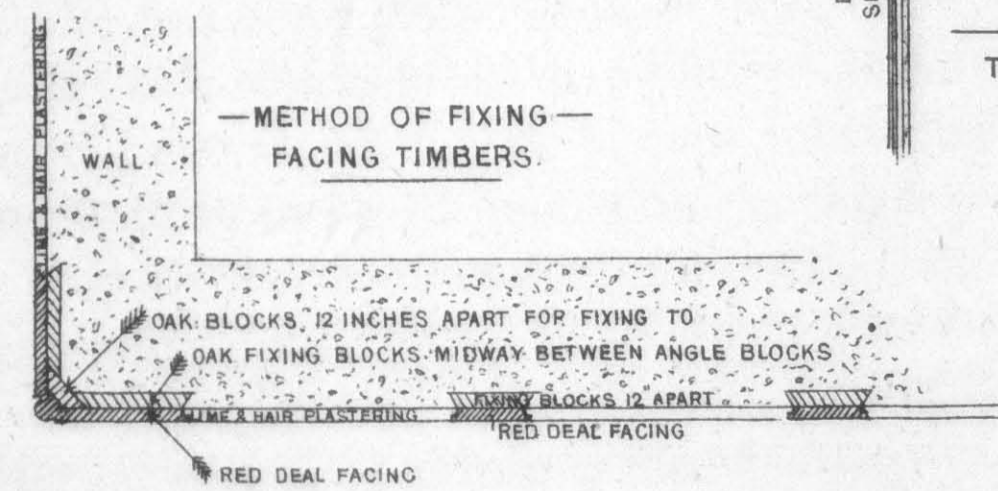 LIME & HAIR PLASTERING
WALL
—METHOD OF FIXING—
FACING TIMBERS.
OAK BLOCKS, 12 INCHES APART FOR FIXING TO
OAK FIXING BLOCKS MIDWAY BETWEEN ANGLE BLOCKS
LIME & HAIR PLASTERING
FIXING BLOCKS 12 APART
RED DEAL FACING
RED DEAL FACING
T